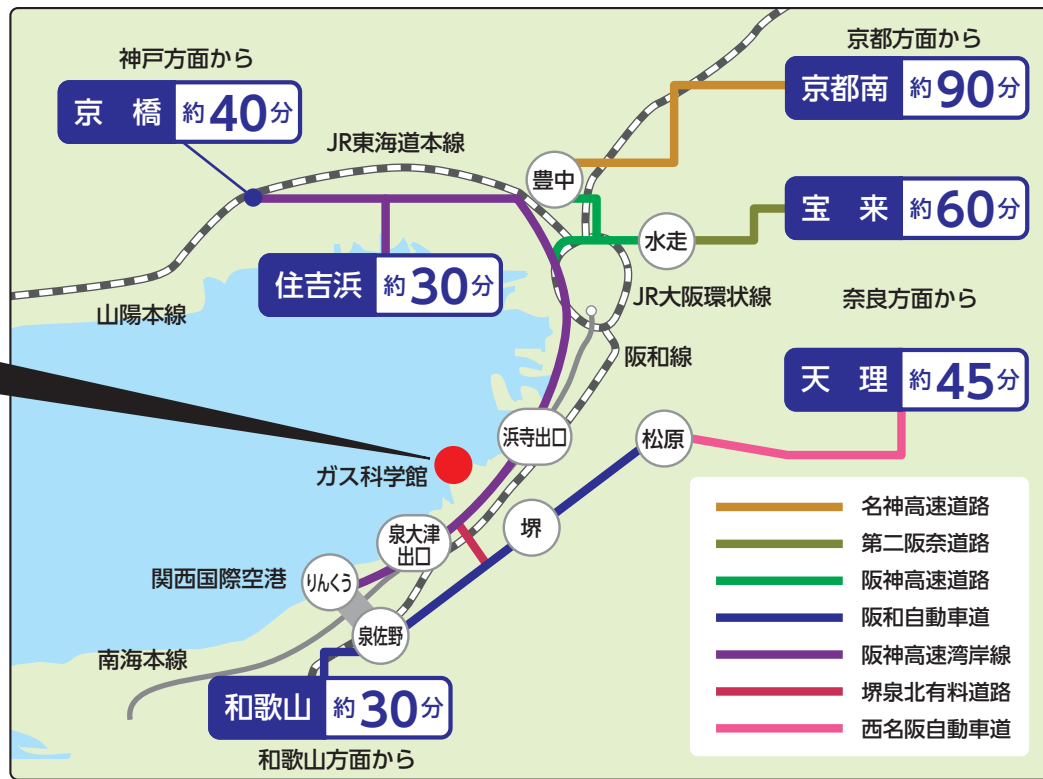 神戸方面から
京橋 約40分
京都方面から
京都南 約90分
JR東海道本線
豊中
宝来 約60分
水走
住吉浜 約30分
JR大阪環状線
奈良方面から
山陽本線
阪和線
天理 約45分
浜寺出口
松原
ガス科学館
堺
泉大津
出口
関西国際空港
りんくう
泉佐野
南海本線
和歌山 約30分
和歌山方面から
名神高速道路
第二阪奈道路
阪神高速道路
阪和自動車道
阪神高速湾岸線
堺泉北有料道路
西名阪自動車道